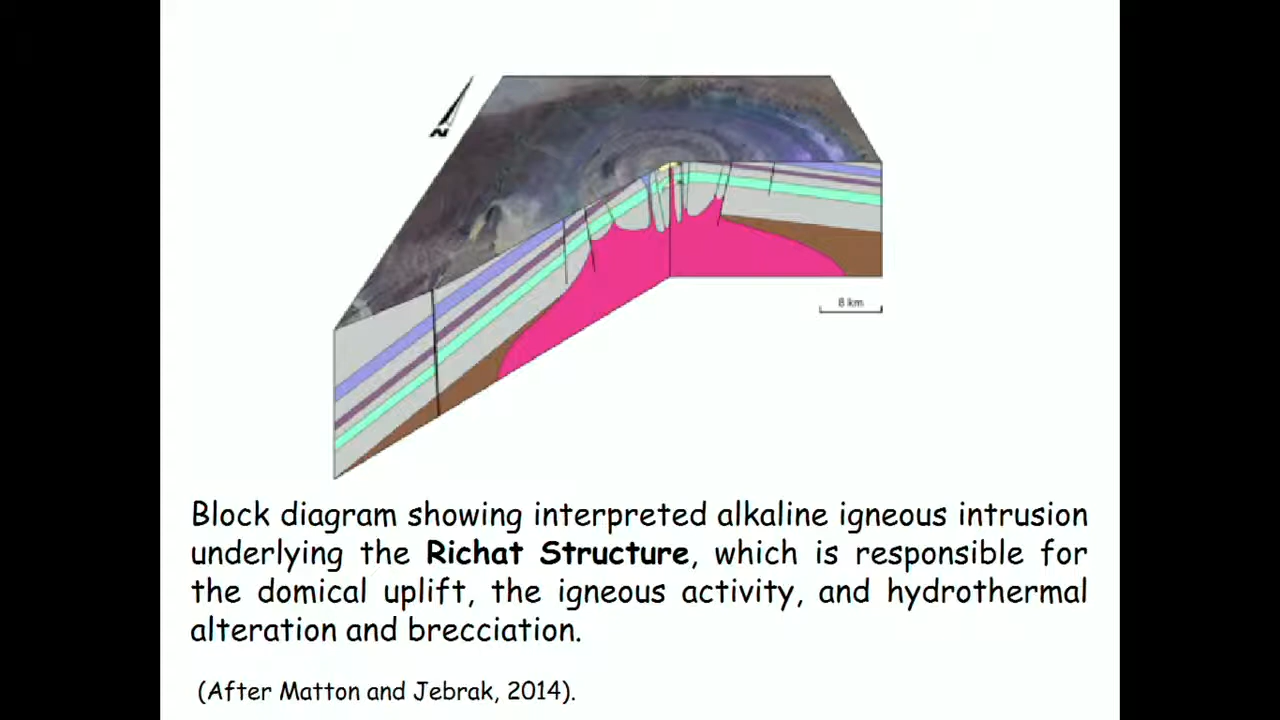 N
8 km
Block diagram showing interpreted alkaline igneous intrusion
underlying the Richat Structure, which is responsible for
the domical uplift, the igneous activity, and hydrothermal
alteration and brecciation.
(After Matton and Jebrak, 2014).